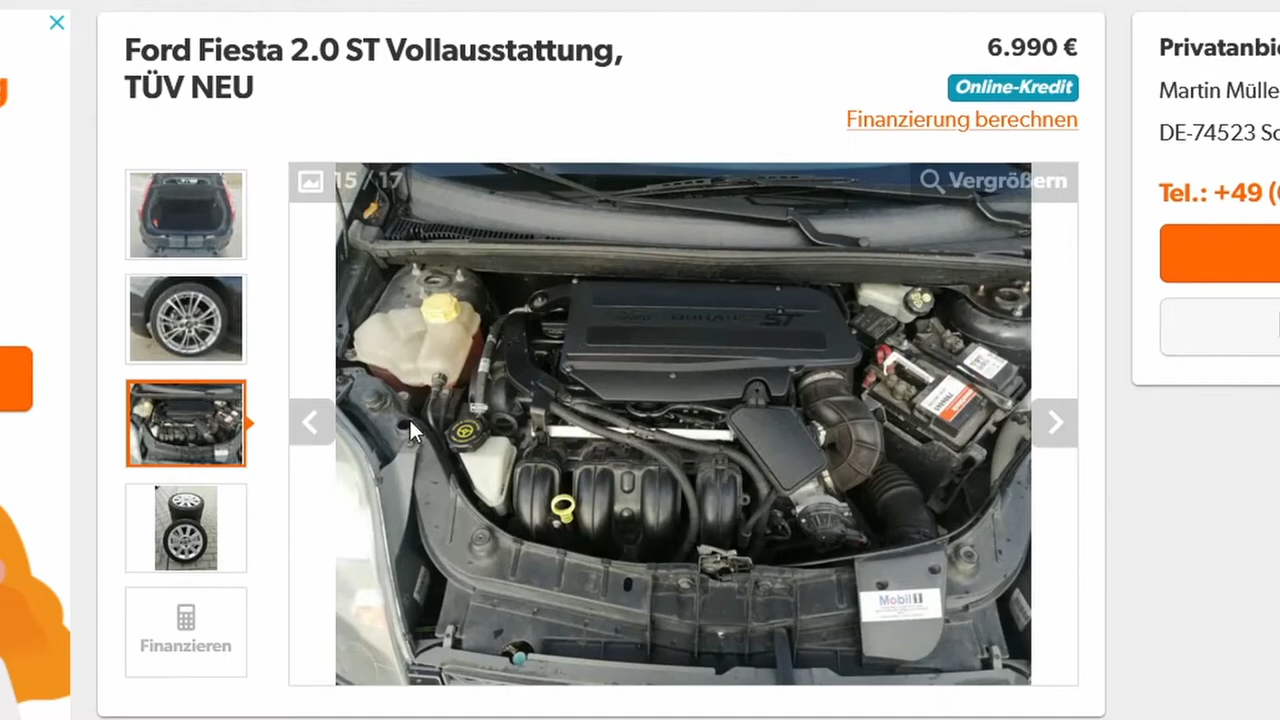 Ford Fiesta 2.0 ST Vollausstattung,
TÜV NEU
6.990 €
Online-Kredit
Finanzierung berechnen
15 / 17
Vergrößern
ST
Mobil 1
Finanzieren
Privatanbi
Martin Mülle
DE-74523 Sc
Tel.: +49 (